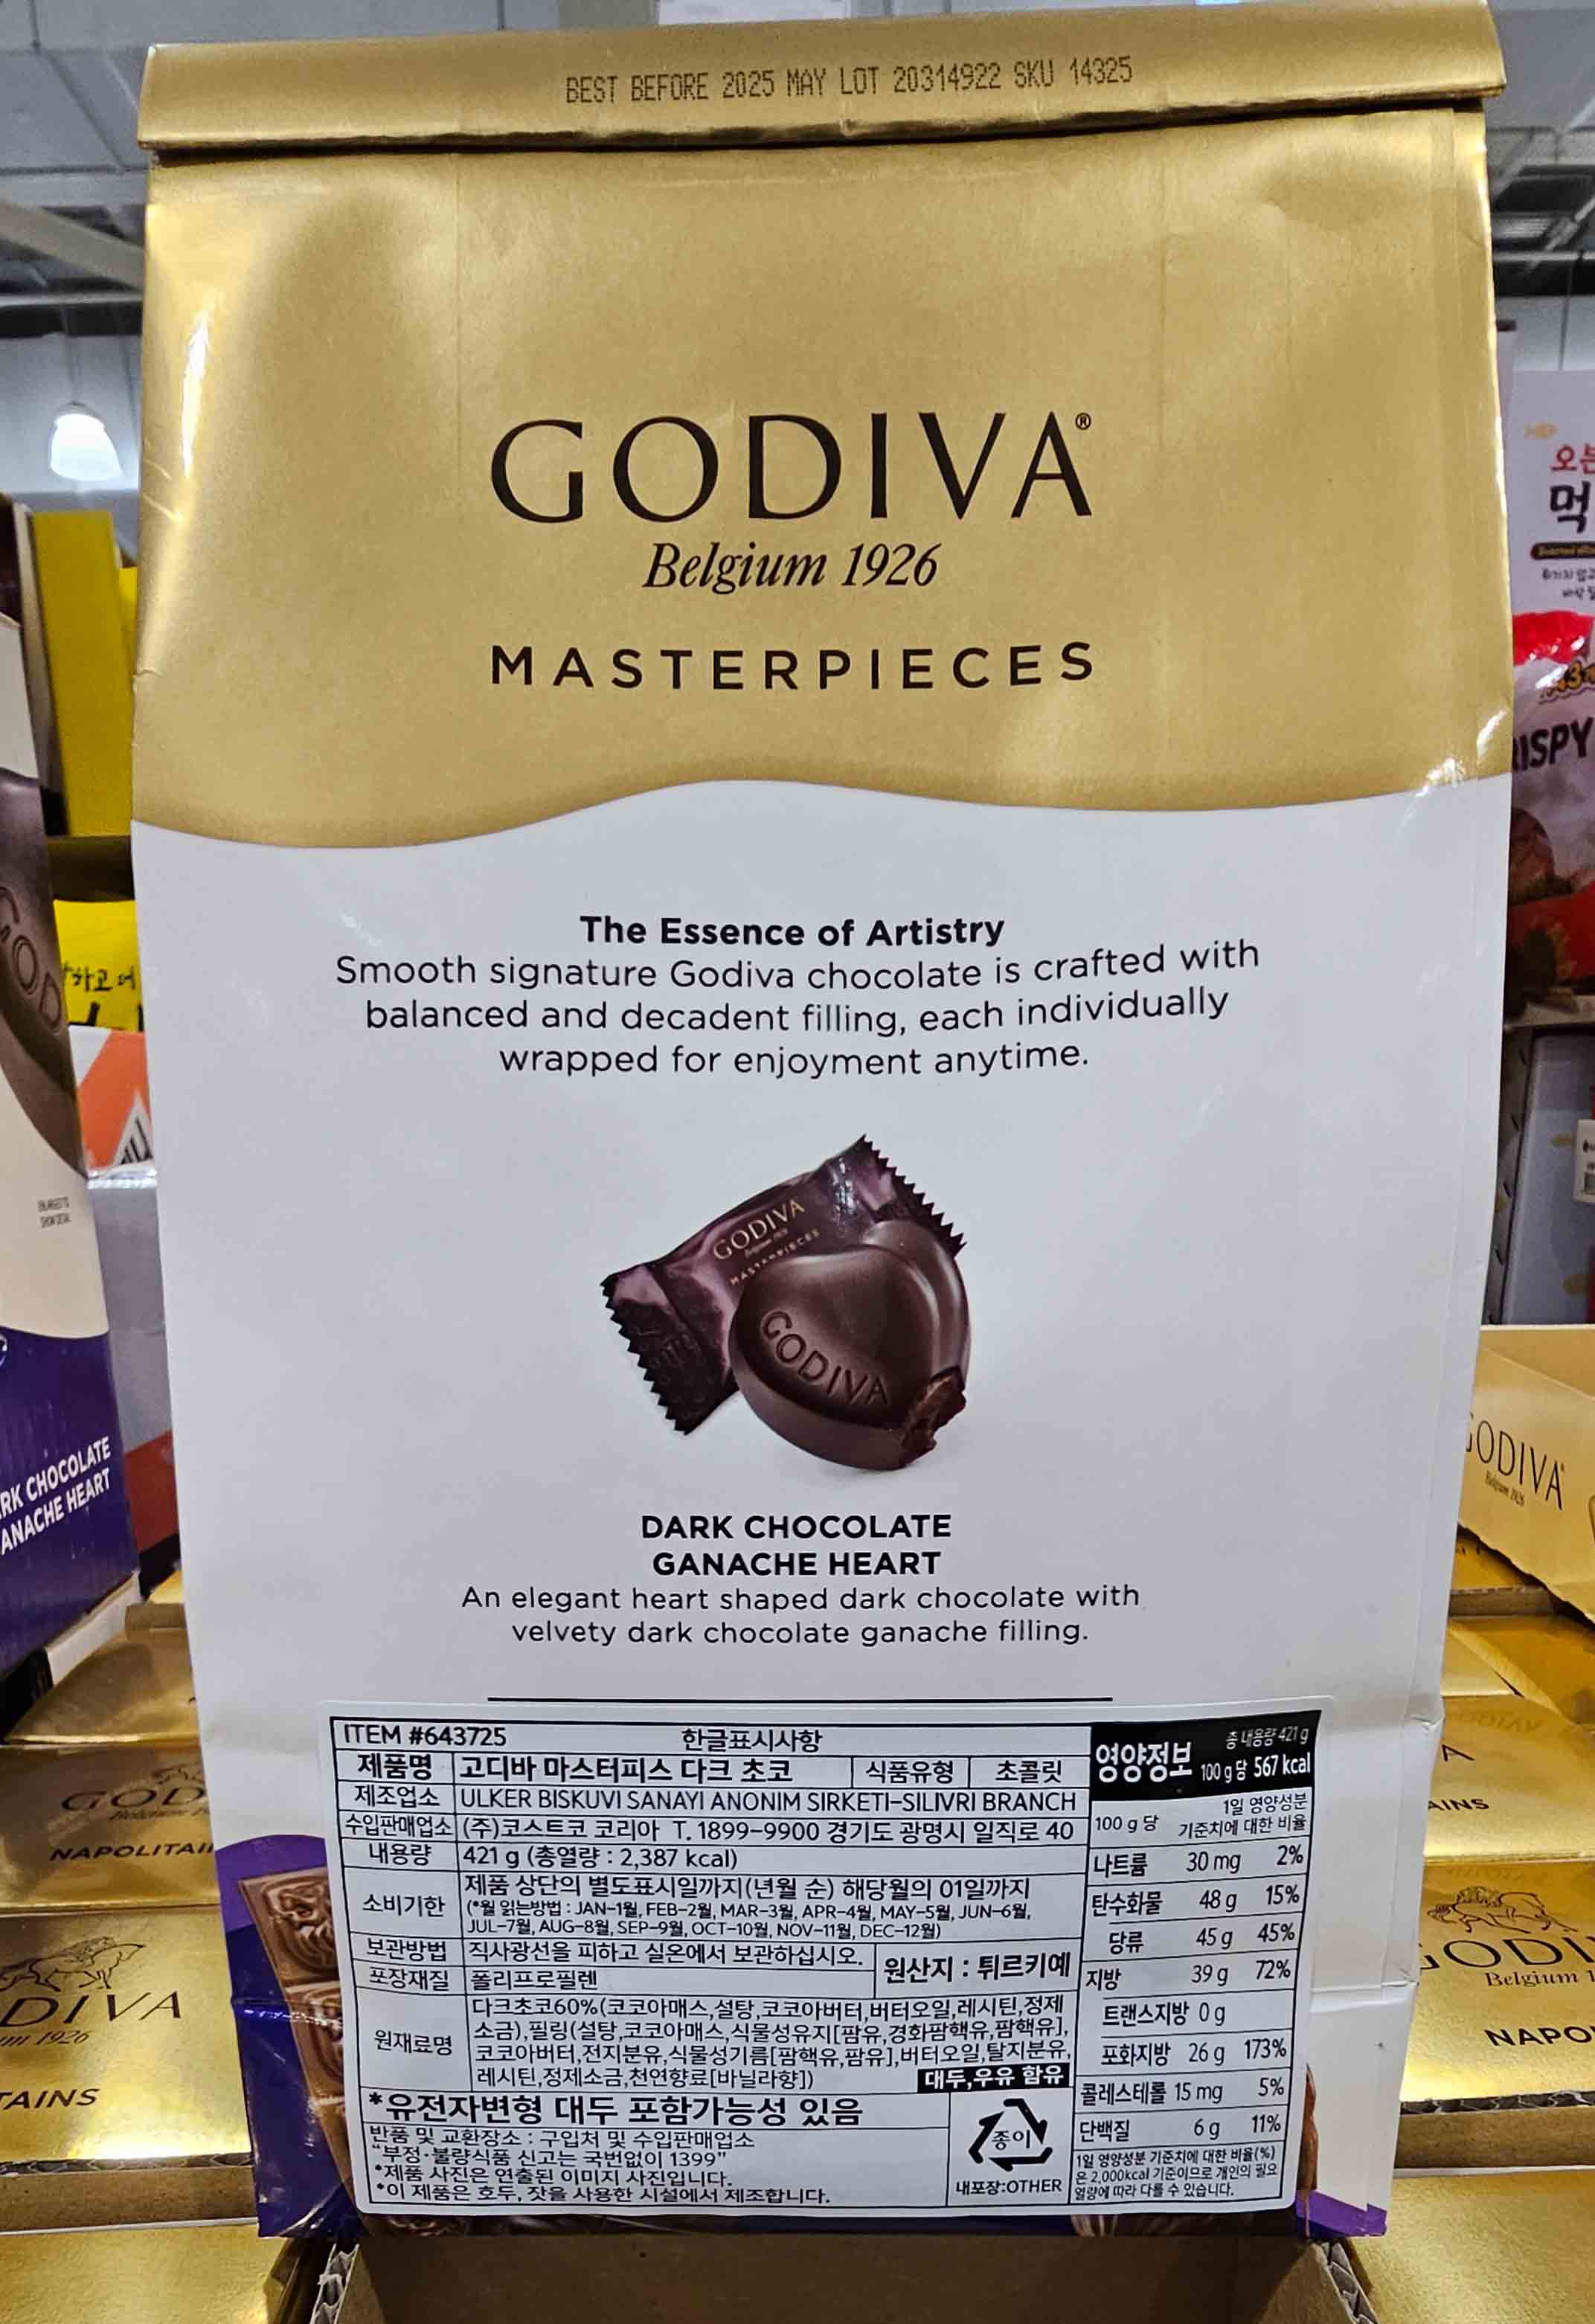 BEST BEFORE 2025 MAY LOT 20314922 SKU 14325
GODIVA®
Belgium 1926
MASTERPIECES
The Essence of Artistry
Smooth signature Godiva chocolate is crafted with
balanced and decadent filling, each individually
wrapped for enjoyment anytime.
GODIVA
MASTERPIECES
GODIVA
DARK CHOCOLATE
GANACHE HEART
An elegant heart shaped dark chocolate with
velvety dark chocolate ganache filling.
ITEM #643725 한글표시사항
제품명 고디바 마스터피스 다크 초코 식품유형 초콜릿
제조업소 ULKER BISKUVI SANAYI ANONIM SIRKETI-SILIVRI BRANCH
수입판매업소 (주)코스트코 코리아 T. 1899-9900 경기도 광명시 일직로 40
내용량 421 g (총열량 : 2,387 kcal)
소비기한 제품 상단의 별도표시일까지(년월 순) 해당월의 01일까지
(*월 읽는방법 : JAN-1월, FEB-2월, MAR-3월, APR-4월, MAY-5월, JUN-6월,
JUL-7월, AUG-8월, SEP-9월, OCT-10월, NOV-11월, DEC-12월)
보관방법 직사광선을 피하고 실온에서 보관하십시오.
포장재질 폴리프로필렌
원산지 : 튀르키예
원재료명 다크초코60%(코코아매스,설탕,코코아버터,버터오일,레시틴,정제
소금),필링(설탕,코코아매스,식물성유지[팜유,경화팜핵유,팜핵유],
코코아버터,전지분유,식물성기름[팜핵유,팜유],버터오일,탈지분유,
레시틴,정제소금,천연향료[바닐라향])
대두,우유 함유
*유전자변형 대두 포함가능성 있음
반품 및 교환장소 : 구입처 및 수입판매업소
"부정·불량식품 신고는 국번없이 1399"
*제품 사진은 연출된 이미지 사진입니다.
*이 제품은 호두, 잣을 사용한 시설에서 제조합니다.
종이
내포장:OTHER
영양정보 총 내용량 421 g
100 g 당 567 kcal
100 g 당 1일 영양성분
기준치에 대한 비율
나트륨 30 mg 2%
탄수화물 48 g 15%
당류 45 g 45%
지방 39 g 72%
트랜스지방 0 g
포화지방 26 g 173%
콜레스테롤 15 mg 5%
단백질 6 g 11%
1일 영양성분 기준치에 대한 비율(%)
은 2,000kcal 기준이므로 개인의 필요
열량에 따라 다를 수 있습니다.
RK CHOCOLATE
ANACHE HEART
GOD
NAPOLITAI
DIVA
1926
TAINS
먹
ISPY
GODIVA
Belgium 1926
A
AINS
GODI
Belgium 1
NAPO